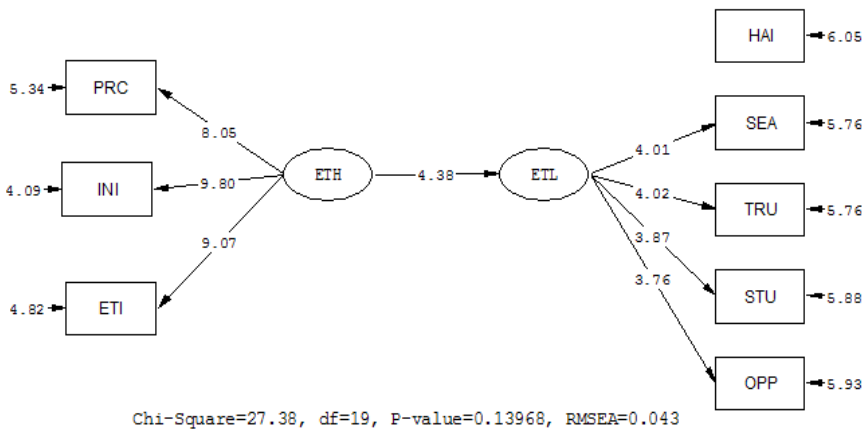 HAI
6.05
5.34
PRC
8.05
SEA
5.76
4.01
4.09
INI
9.80
ETH
4.38
ETL
4.02
TRU
5.76
9.07
3.87
3.76
4.82
ETI
STU
5.88
OPP
5.93
Chi-Square=27.38, df=19, P-value=0.13968, RMSEA=0.043